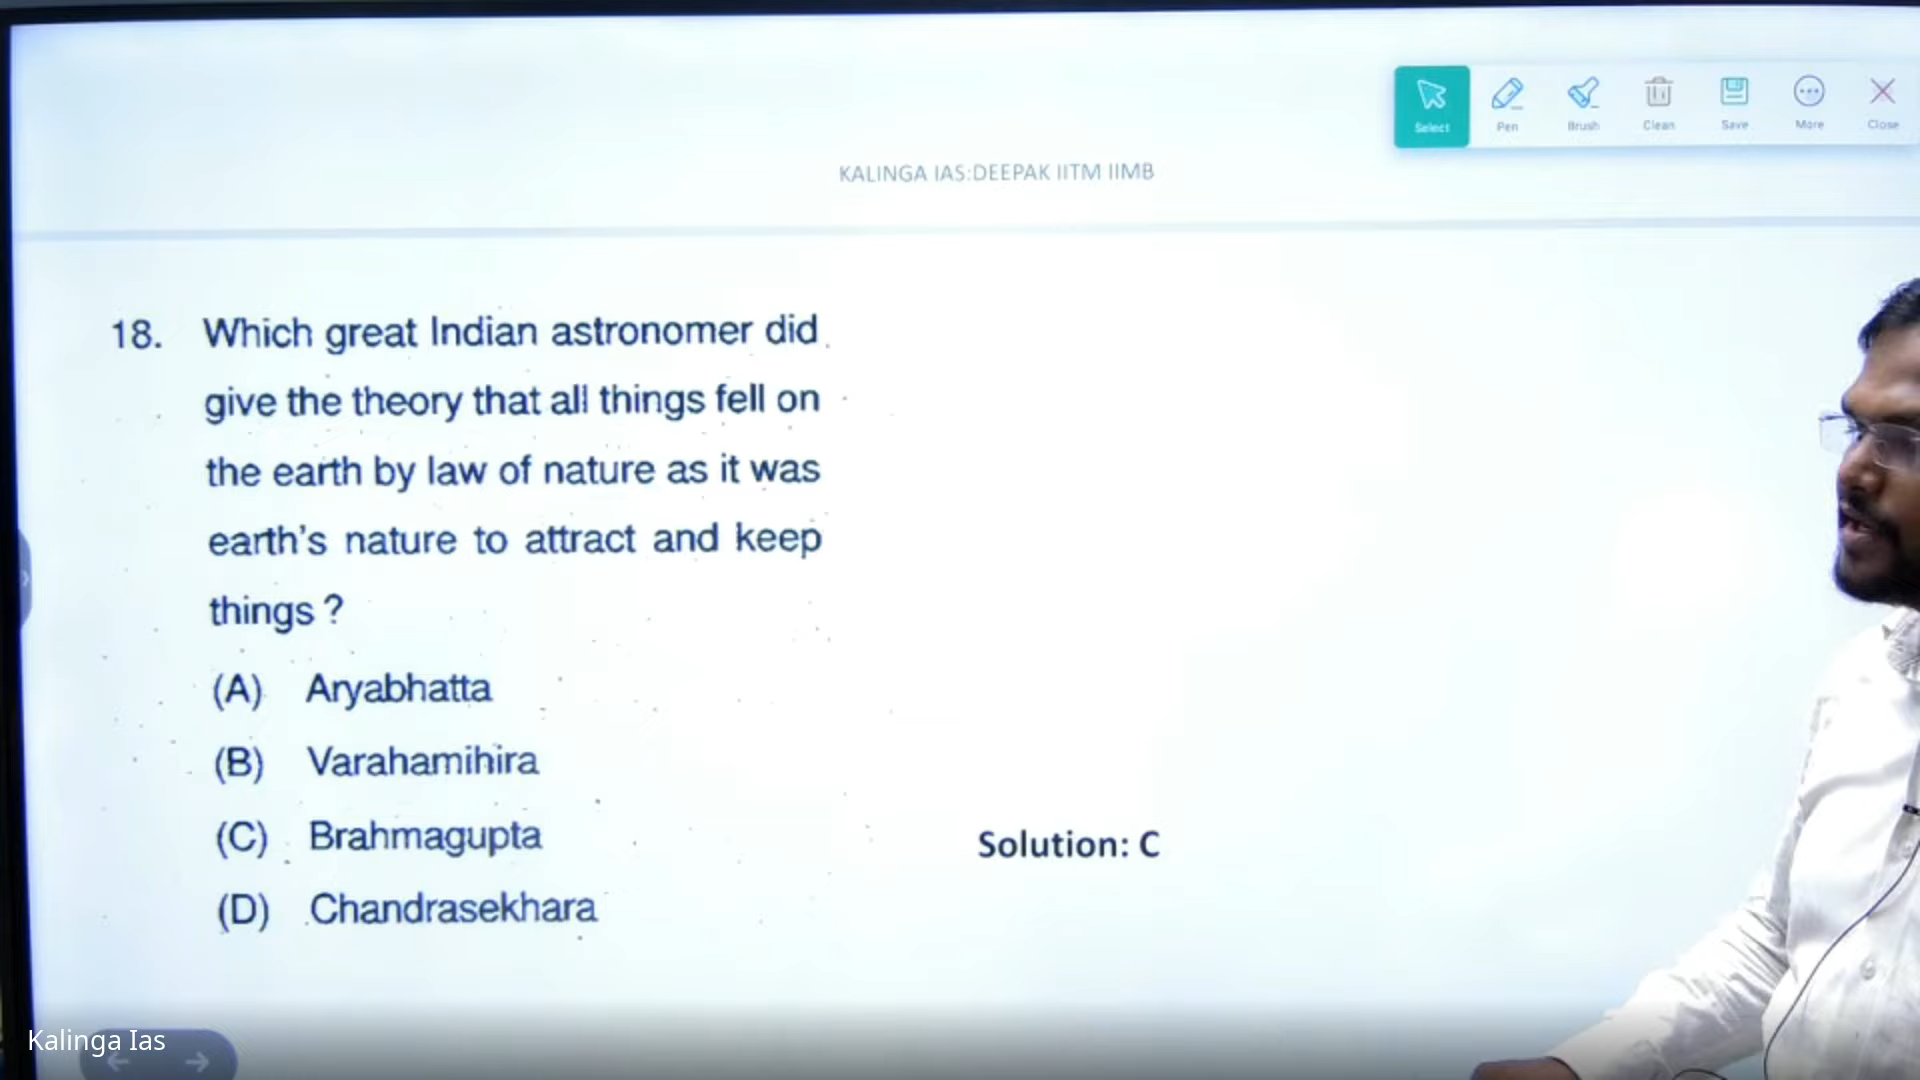 Select
Pen
Brush
Clean
Save
More
Close
KALINGA IAS:DEEPAK IITM IIMB
18. Which great Indian astronomer did
give the theory that all things fell on
the earth by law of nature as it was
earth's nature to attract and keep
things ?
(A) Aryabhatta
(B) Varahamihira
(C) Brahmagupta
Solution: C
(D) Chandrasekhara
Kalinga Ias